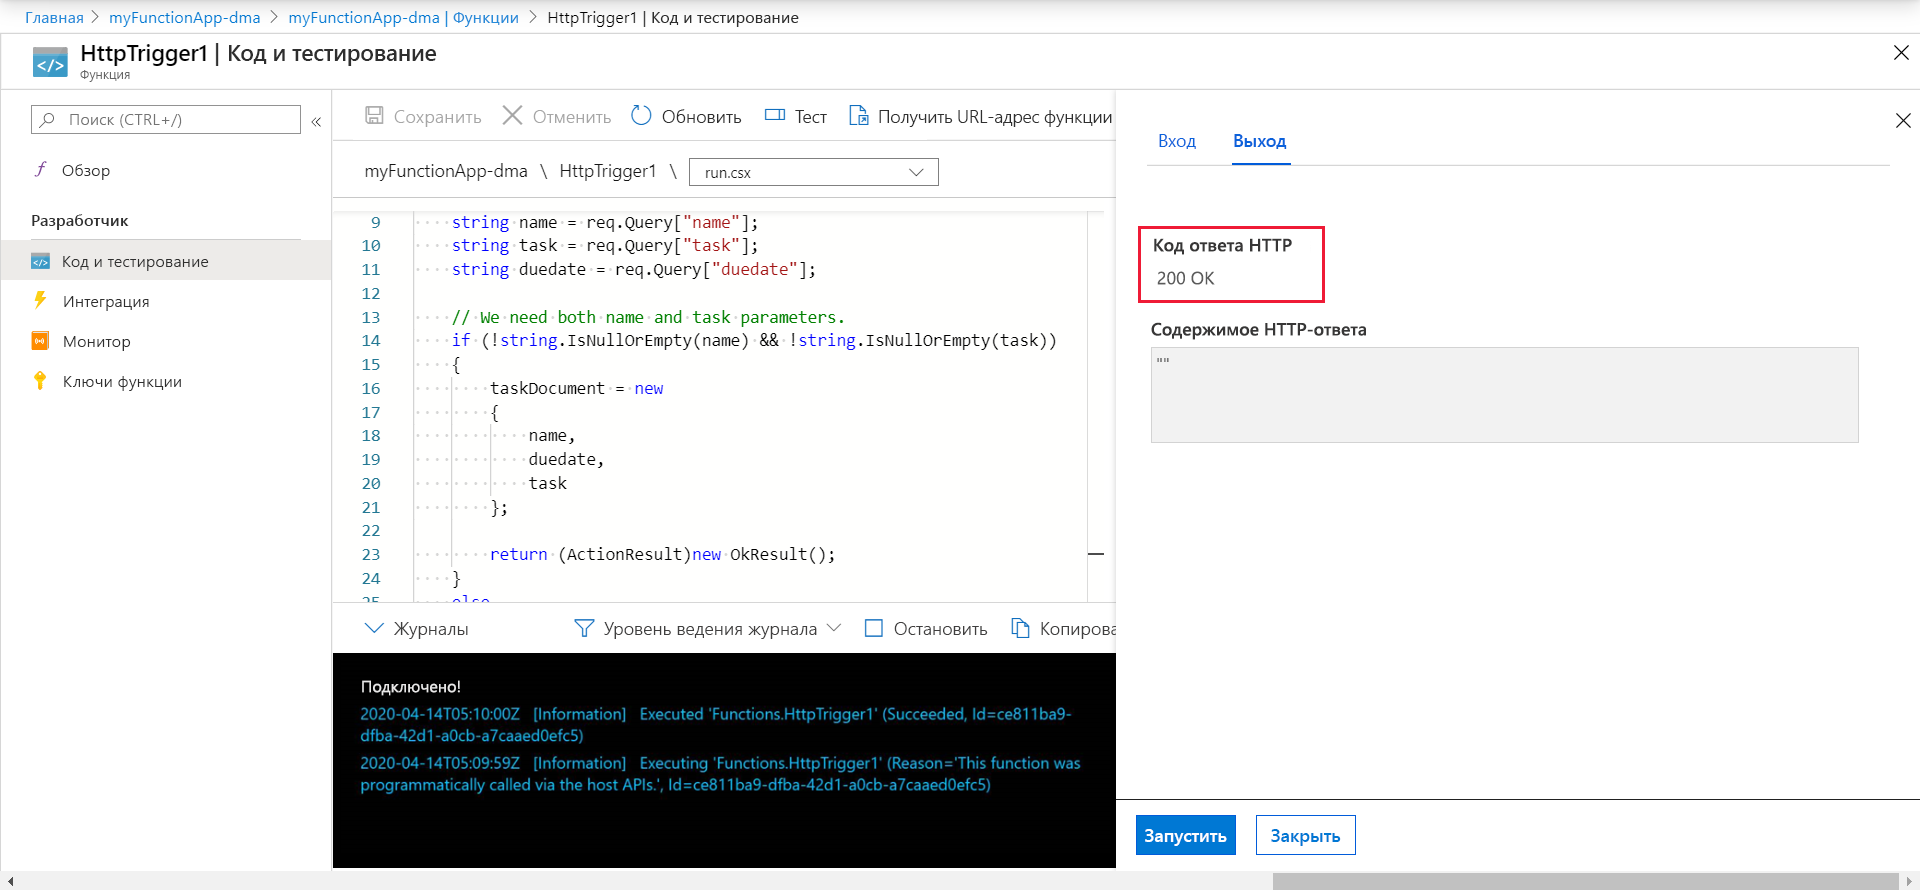 Главная > myFunctionApp-dma > myFunctionApp-dma | Функции > HttpTrigger1 | Код и тестирование
HttpTrigger1 | Код и тестирование
Функция
Поиск (CTRL+/)
«
Обзор
Разработчик
Код и тестирование
Интеграция
Монитор
Ключи функции
Сохранить Отменить Обновить Тест Получить URL-адрес функции
myFunctionApp-dma \ HttpTrigger1 \ run.csx
9 string name = req.Query["name"];
10 string task = req.Query["task"];
11 string duedate = req.Query["duedate"];
12
13 // We need both name and task parameters.
14 if (!string.IsNullOrEmpty(name) && !string.IsNullOrEmpty(task))
15 {
16 taskDocument = new
17 {
18 name,
19 duedate,
20 task
21 };
22
23 return (ActionResult)new OkResult();
24 }
25 else
Журналы Уровень ведения журнала Остановить Копирова
Подключено!
2020-04-14T05:10:00Z [Information] Executed 'Functions.HttpTrigger1' (Succeeded, Id=ce811ba9-
dfba-42d1-a0cb-a7caaed0efc5)
2020-04-14T05:09:59Z [Information] Executing 'Functions.HttpTrigger1' (Reason='This function was
programmatically called via the host APIs.', Id=ce811ba9-dfba-42d1-a0cb-a7caaed0efc5)
Вход Выход
Код ответа HTTP
200 OK
Содержимое HTTP-ответа
""
Запустить Закрыть